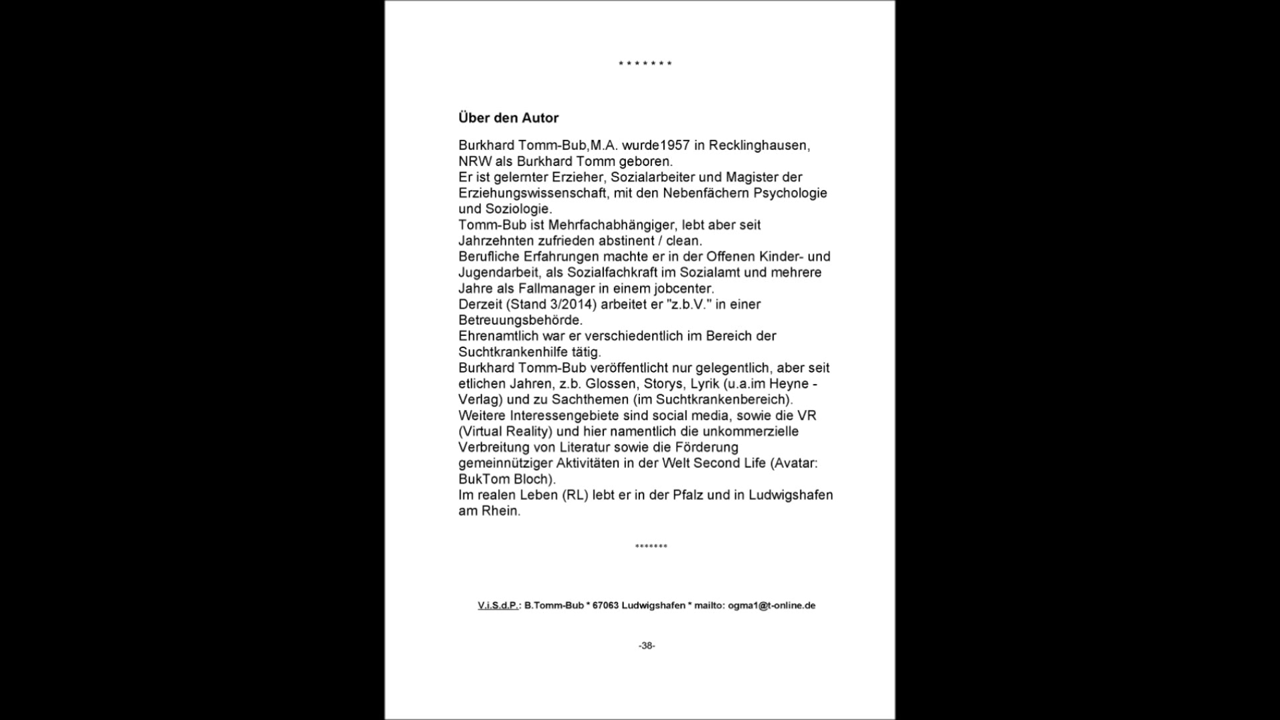 *******
Über den Autor
Burkhard Tomm-Bub,M.A. wurde1957 in Recklinghausen,
NRW als Burkhard Tomm geboren.
Er ist gelernter Erzieher, Sozialarbeiter und Magister der
Erziehungswissenschaft, mit den Nebenfächern Psychologie
und Soziologie.
Tomm-Bub ist Mehrfachabhängiger, lebt aber seit
Jahrzehnten zufrieden abstinent / clean.
Berufliche Erfahrungen machte er in der Offenen Kinder- und
Jugendarbeit, als Sozialfachkraft im Sozialamt und mehrere
Jahre als Fallmanager in einem jobcenter.
Derzeit (Stand 3/2014) arbeitet er "z.b.V." in einer
Betreuungsbehörde.
Ehrenamtlich war er verschiedentlich im Bereich der
Suchtkrankenhilfe tätig.
Burkhard Tomm-Bub veröffentlicht nur gelegentlich, aber seit
etlichen Jahren, z.b. Glossen, Storys, Lyrik (u.a.im Heyne -
Verlag) und zu Sachthemen (im Suchtkrankenbereich).
Weitere Interessengebiete sind social media, sowie die VR
(Virtual Reality) und hier namentlich die unkommerzielle
Verbreitung von Literatur sowie die Förderung
gemeinnütziger Aktivitäten in der Welt Second Life (Avatar:
BukTom Bloch).
Im realen Leben (RL) lebt er in der Pfalz und in Ludwigshafen
am Rhein.
*******
V.i.S.d.P.: B.Tomm-Bub * 67063 Ludwigshafen * mailto: ogma1@t-online.de
-38-